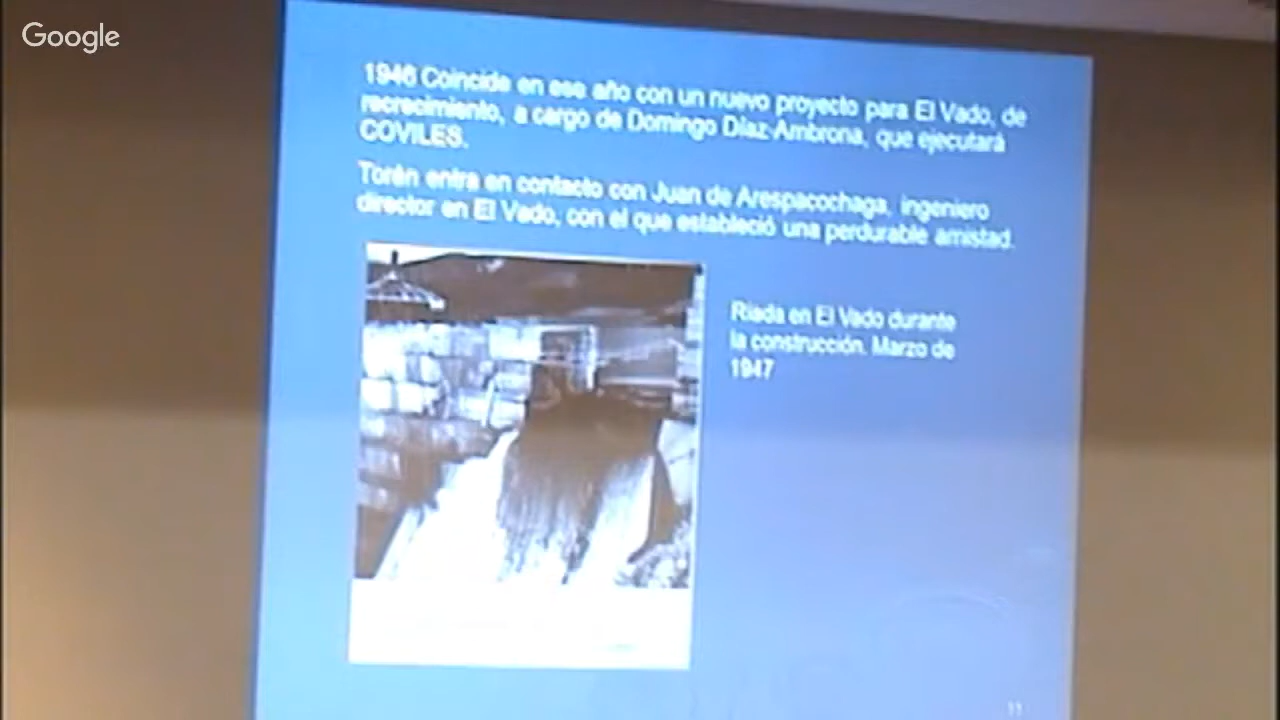 Google
1946 Coincide en ese año con un nuevo proyecto para El Vado, de
recrecimiento, a cargo de Domingo Díaz-Ambrona, que ejecutará
COVILES.
Torán entra en contacto con Juan de Arespacochaga, ingeniero
director en El Vado, con el que estableció una perdurable amistad.
Riada en El Vado durante
la construcción. Marzo de
1947
11